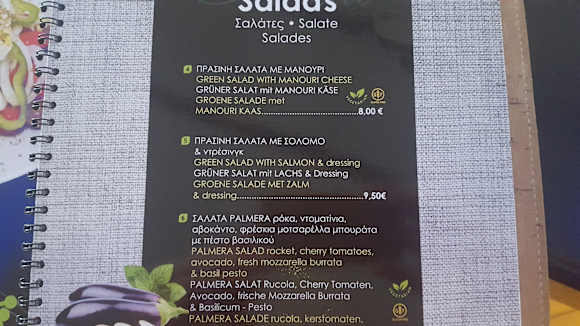 Salads
Σαλάτες • Salate
Salades
4 ΠΡΑΣΙΝΗ ΣΑΛΑΤΑ ΜΕ ΜΑΝΟΥΡΙ
GREEN SALAD WITH MANOURI CHEESE
GRÜNER SALAT mit MANOURI KÄSE
GROENE SALADE met
MANOURI KAAS...............................8,00 €
5 ΠΡΑΣΙΝΗ ΣΑΛΑΤΑ ΜΕ ΣΟΛΟΜΟ
& ντρέσινγκ
GREEN SALAD WITH SALMON & dressing
GRÜNER SALAT mit LACHS & Dressing
GROENE SALADE MET ZALM
& dressing.........................................9,50€
6 ΣΑΛΑΤΑ PALMERA ρόκα, ντοματίνια,
αβοκάντο, φρέσκια μοτσαρέλλα μπουράτα
με πέστο βασιλικού
PALMERA SALAD rocket, cherry tomatoes,
avocado, fresh mozzarella burrata
& basil pesto
PALMERA SALAT Rucola, Cherry Tomaten,
Avocado, frische Mozzarella Burrata
& Basilikum - Pesto
PALMERA SALADE rucola, kerstomaten,